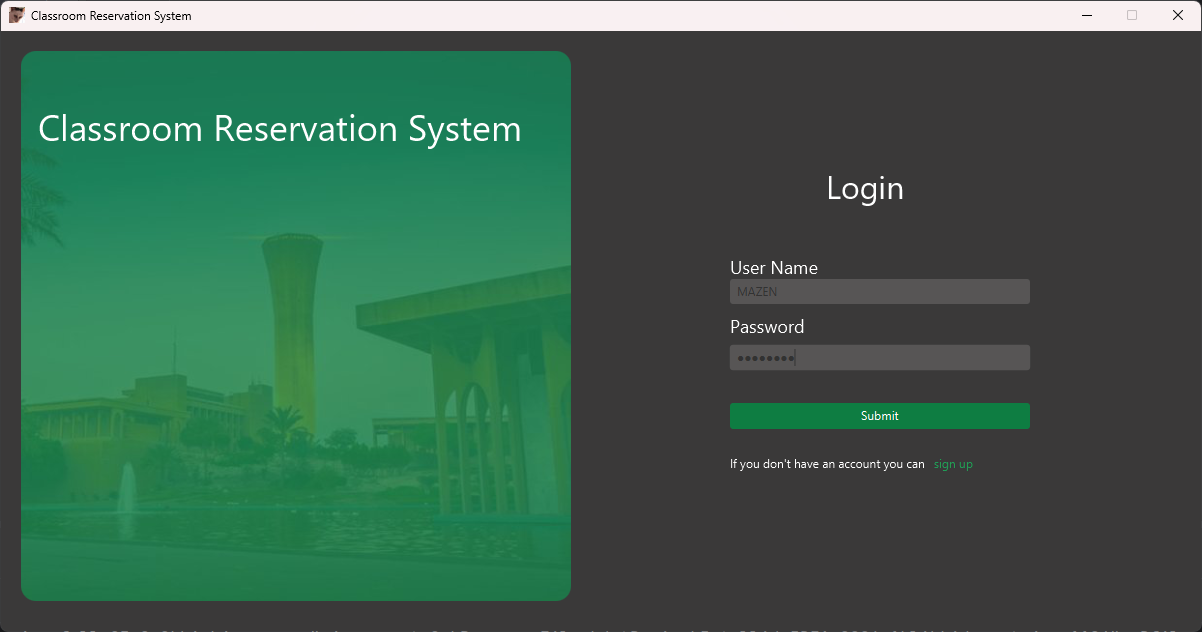 Classroom Reservation System
Classroom Reservation System
Login
User Name
MAZEN
Password
••••••••
Submit
If you don't have an account you can sign up